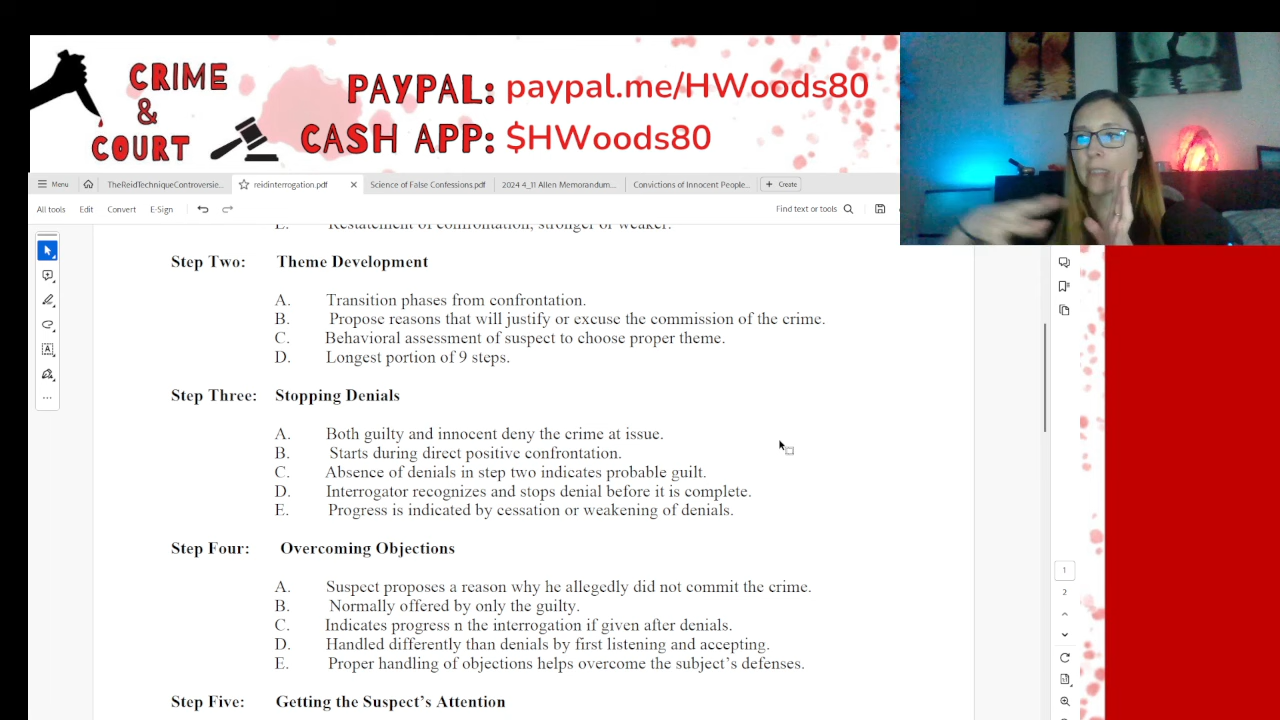 CRIME
&
COURT
PAYPAL: paypal.me/HWoods80
CASH APP: $HWoods80
Menu TheReidTechniqueControversie... reidinterrogation.pdf Science of False Confessions.pdf 2024 4_11 Allen Memorandum... Convictions of Innocent People... Create
All tools Edit Convert E-Sign Find text or tools
E. Restatement of confrontation, stronger or weaker.
Step Two: Theme Development
A. Transition phases from confrontation.
B. Propose reasons that will justify or excuse the commission of the crime.
C. Behavioral assessment of suspect to choose proper theme.
D. Longest portion of 9 steps.
Step Three: Stopping Denials
A. Both guilty and innocent deny the crime at issue.
B. Starts during direct positive confrontation.
C. Absence of denials in step two indicates probable guilt.
D. Interrogator recognizes and stops denial before it is complete.
E. Progress is indicated by cessation or weakening of denials.
Step Four: Overcoming Objections
A. Suspect proposes a reason why he allegedly did not commit the crime.
B. Normally offered by only the guilty.
C. Indicates progress n the interrogation if given after denials.
D. Handled differently than denials by first listening and accepting.
E. Proper handling of objections helps overcome the subject's defenses.
Step Five: Getting the Suspect's Attention
1
2